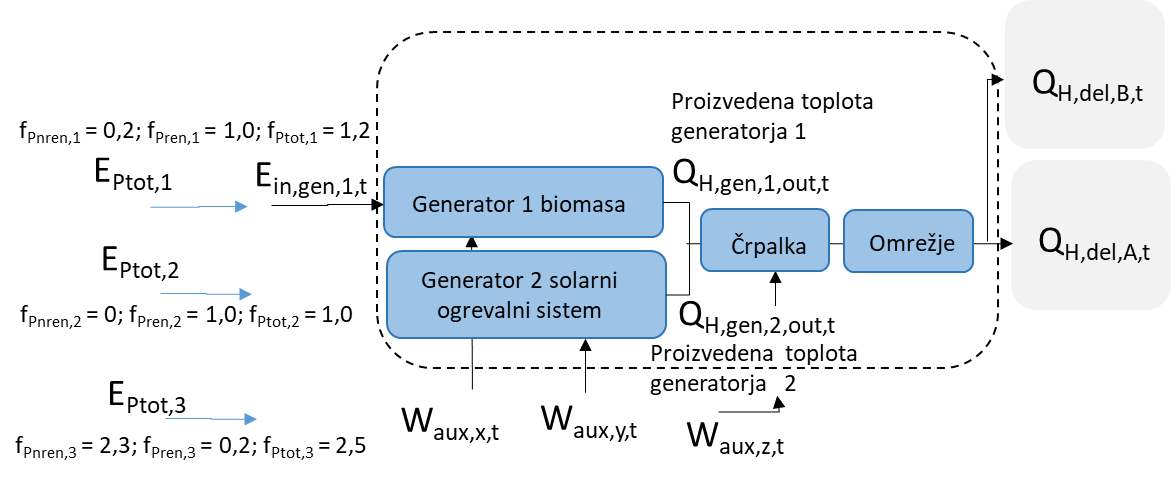 Q_H,del,B,t
Proizvedena toplota
generatorja 1
f_Pnren,1 = 0,2; f_Pren,1 = 1,0; f_Ptot,1 = 1,2
E_Ptot,1
E_in,gen,1,t
Q_H,gen,1,out,t
Generator 1 biomasa
Črpalka
Omrežje
Q_H,del,A,t
E_Ptot,2
Generator 2 solarni
ogrevalni sistem
f_Pnren,2 = 0; f_Pren,2 = 1,0; f_Ptot,2 = 1,0
Q_H,gen,2,out,t
Proizvedena toplota
generatorja 2
E_Ptot,3
W_aux,x,t
W_aux,y,t
W_aux,z,t
f_Pnren,3 = 2,3; f_Pren,3 = 0,2; f_Ptot,3 = 2,5